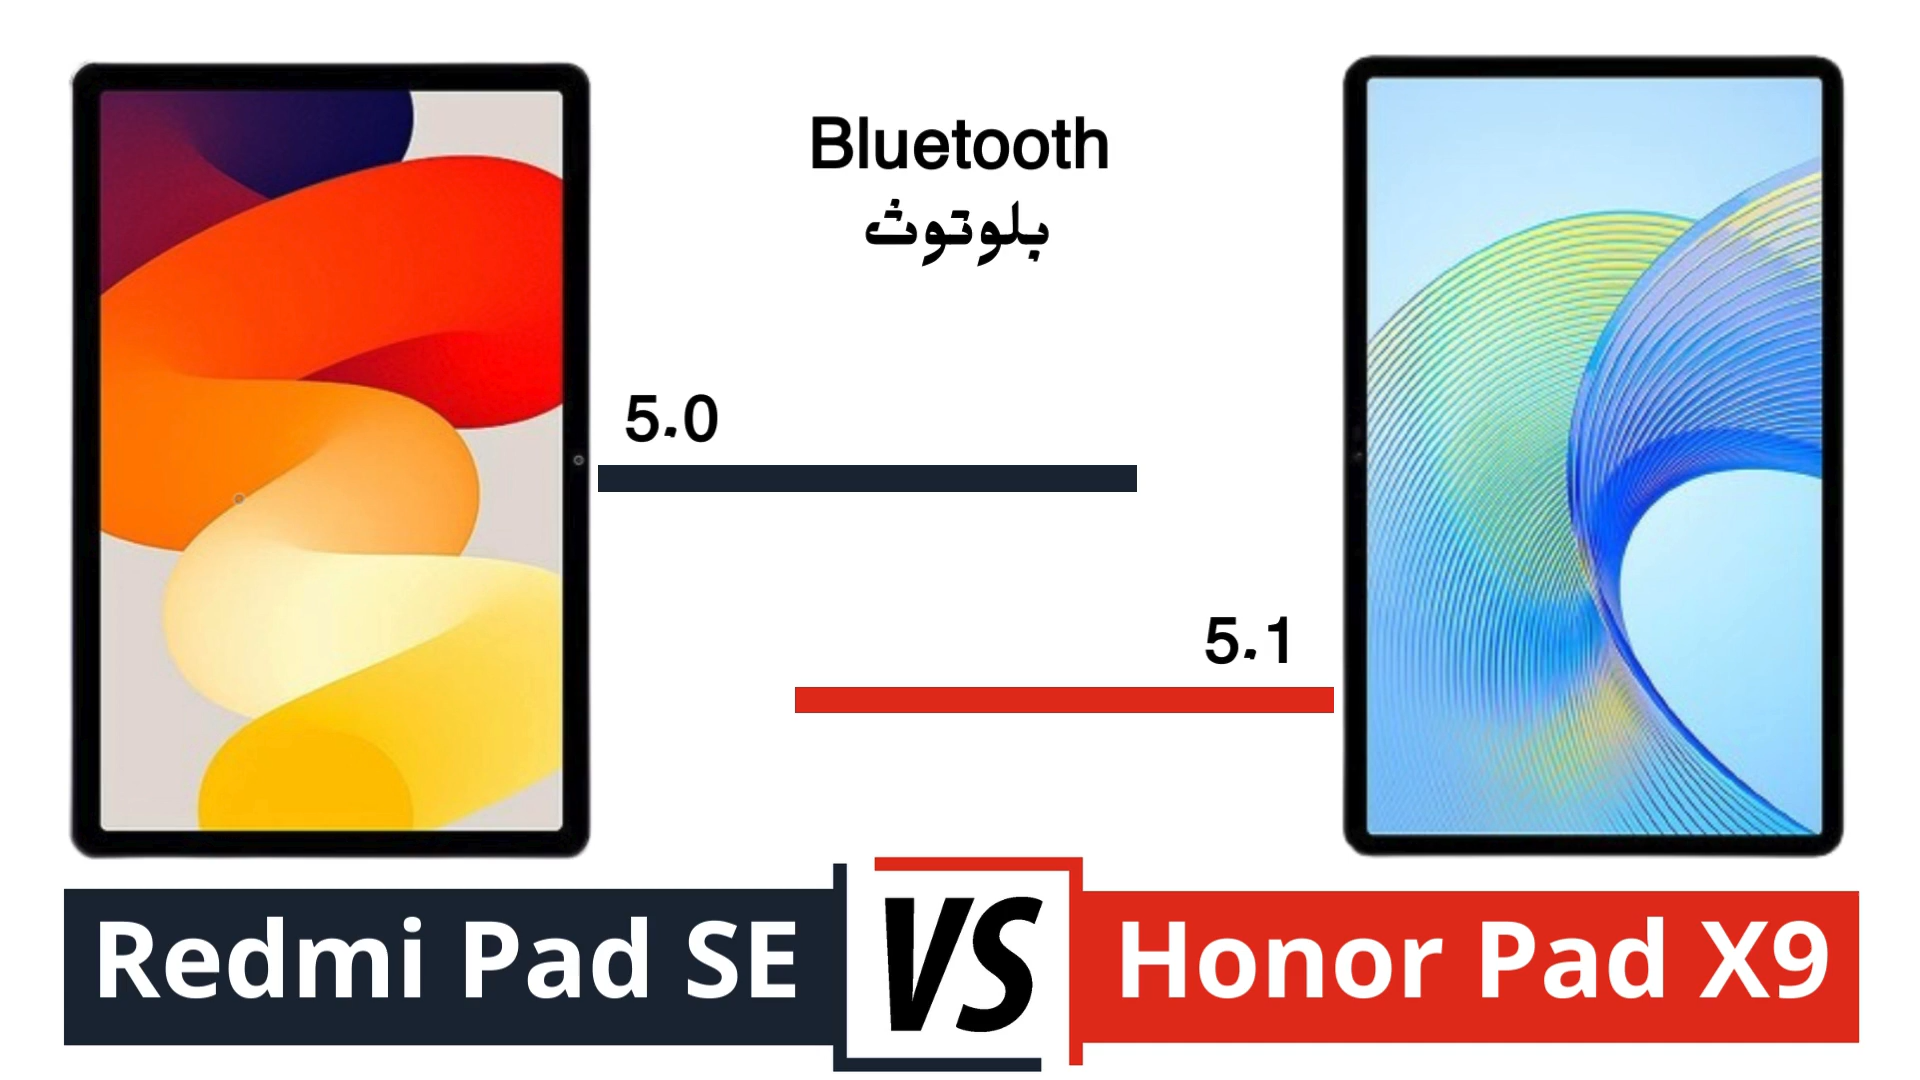 Bluetooth
بلوتوث
5.0
5.1
Redmi Pad SE
VS
Honor Pad X9